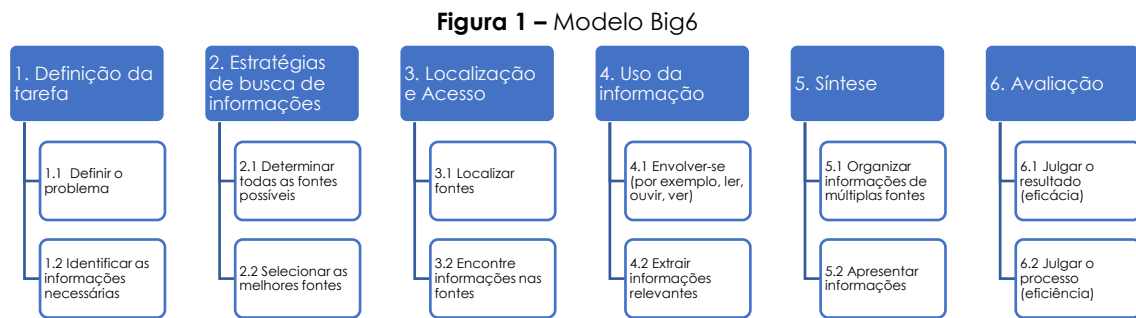 Figura 1 – Modelo Big6
1. Definição da
tarefa
1.1 Definir o
problema
1.2 Identificar as
informações
necessárias
2. Estratégias
de busca de
informações
2.1 Determinar
todas as fontes
possíveis
2.2 Selecionar as
melhores fontes
3. Localização
e Acesso
3.1 Localizar
fontes
3.2 Encontre
informações nas
fontes
4. Uso da
informação
4.1 Envolver-se
(por exemplo, ler,
ouvir, ver)
4.2 Extrair
informações
relevantes
5. Síntese
5.1 Organizar
informações de
múltiplas fontes
5.2 Apresentar
informações
6. Avaliação
6.1 Julgar o
resultado
(eficácia)
6.2 Julgar o
processo
(eficiência)